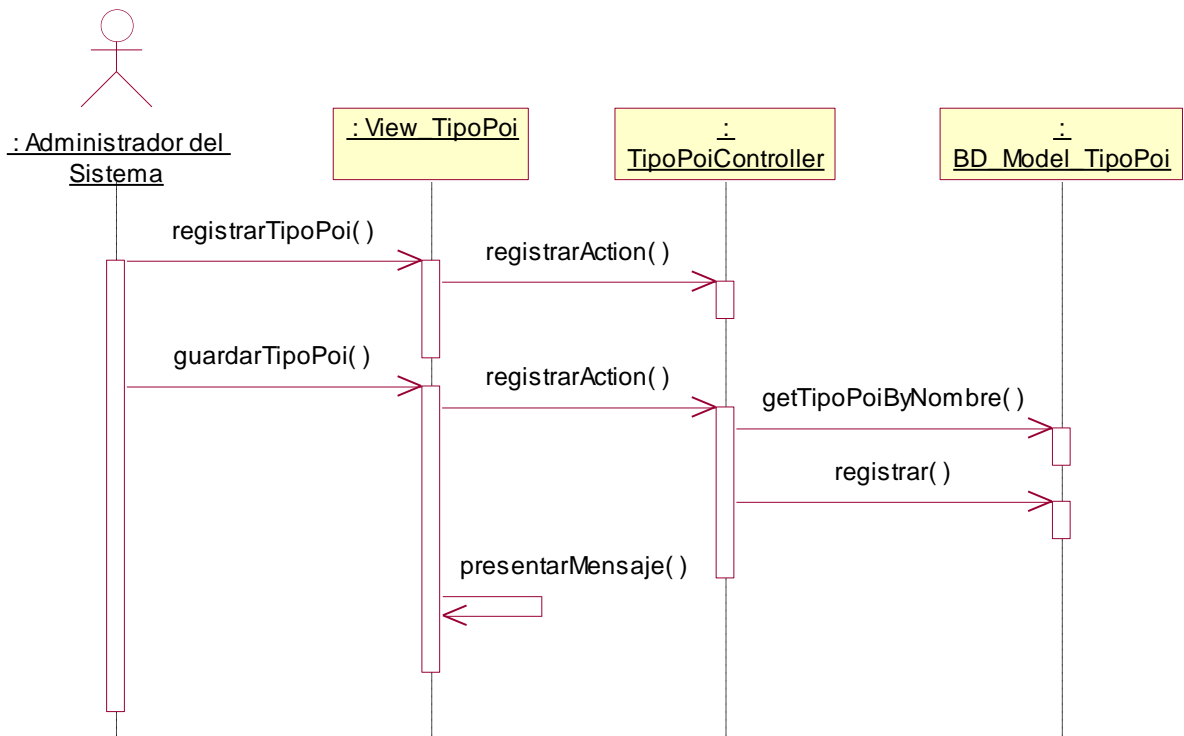 : Administrador del
Sistema
: View_TipoPoi
:
TipoPoiController
:
BD_Model_TipoPoi
registrarTipoPoi( )
registrarAction( )
guardarTipoPoi( )
registrarAction( )
getTipoPoiByNombre( )
registrar( )
presentarMensaje( )